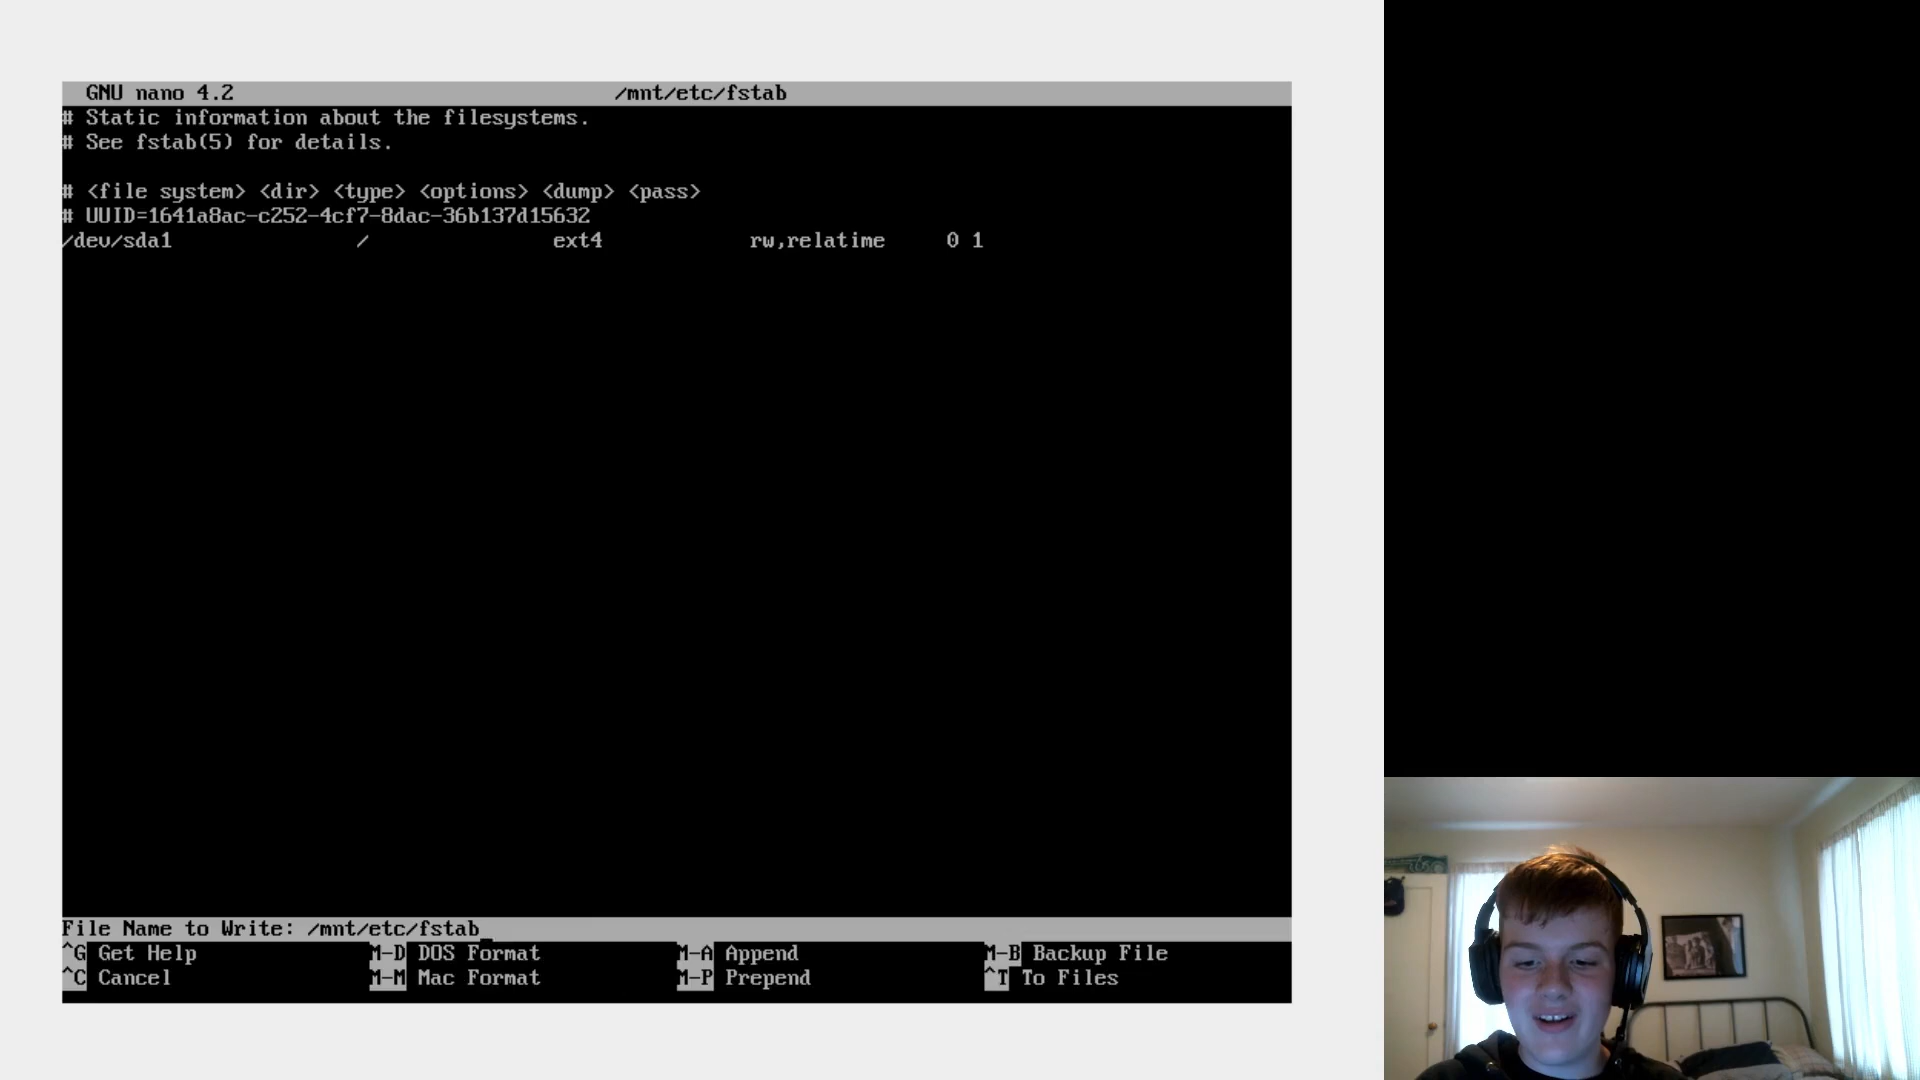 GNU nano 4.2 /mnt/etc/fstab
# Static information about the filesystems.
# See fstab(5) for details.
# <file system> <dir> <type> <options> <dump> <pass>
# UUID=1641a8ac-c252-4cf7-8dac-36b137d15632
/dev/sda1 / ext4 rw,relatime 0 1
File Name to Write: /mnt/etc/fstab
^G Get Help M-D DOS Format M-A Append M-B Backup File
^C Cancel M-M Mac Format M-P Prepend ^T To Files